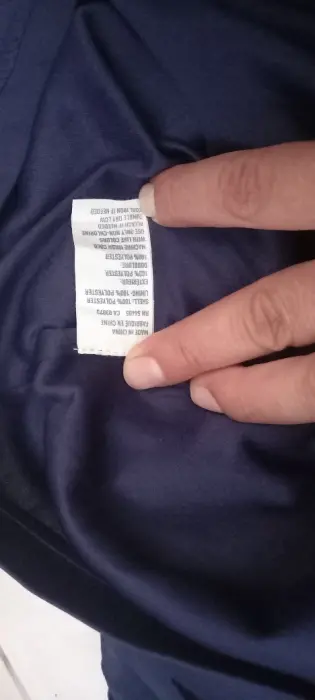 MADE IN CHINA
FABRIQUE EN CHINE
SHELL: 100% POLYESTER
LINING: 100% POLYESTER
EXTERIEUR:
100% POLYESTER
DOUBLURE:
100% POLYESTER
MACHINE WASH COLD
WITH LIKE COLORS
USE ONLY NON-CHLORINE
BLEACH IF NEEDED
TUMBLE DRY LOW
COOL IRON IF NEEDED